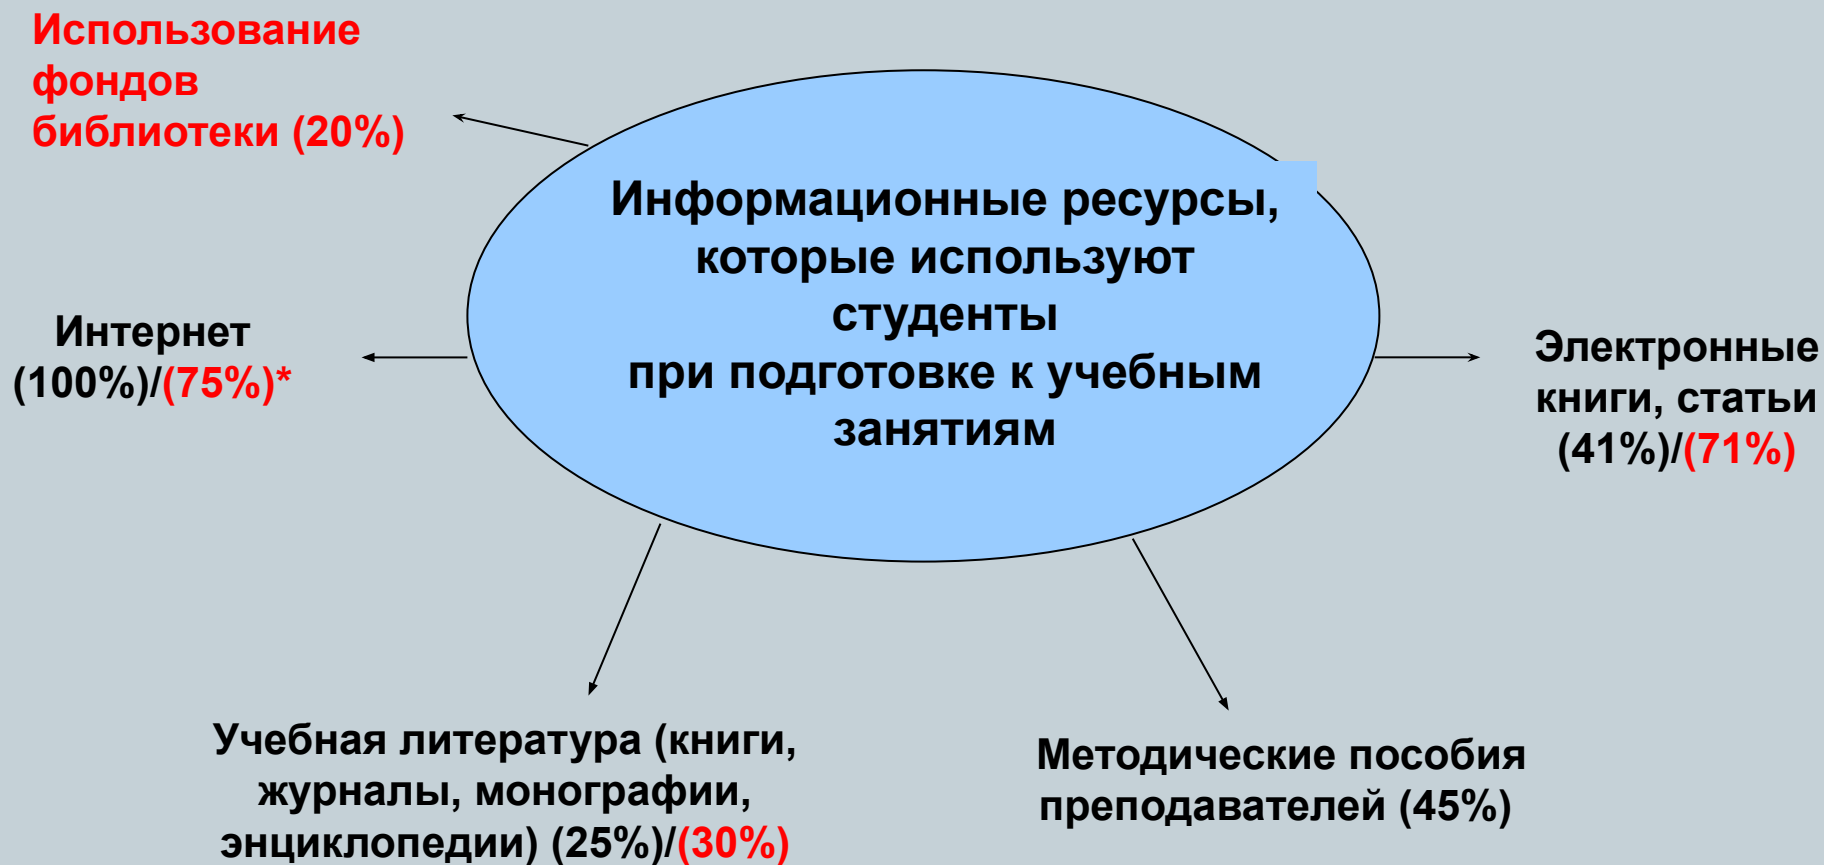 Использование
фондов
библиотеки (20%)
Информационные ресурсы,
которые используют
студенты
при подготовке к учебным
занятиям
Интернет
(100%)/(75%)*
Электронные
книги, статьи
(41%)/(71%)
Учебная литература (книги,
журналы, монографии,
энциклопедии) (25%)/(30%)
Методические пособия
преподавателей (45%)